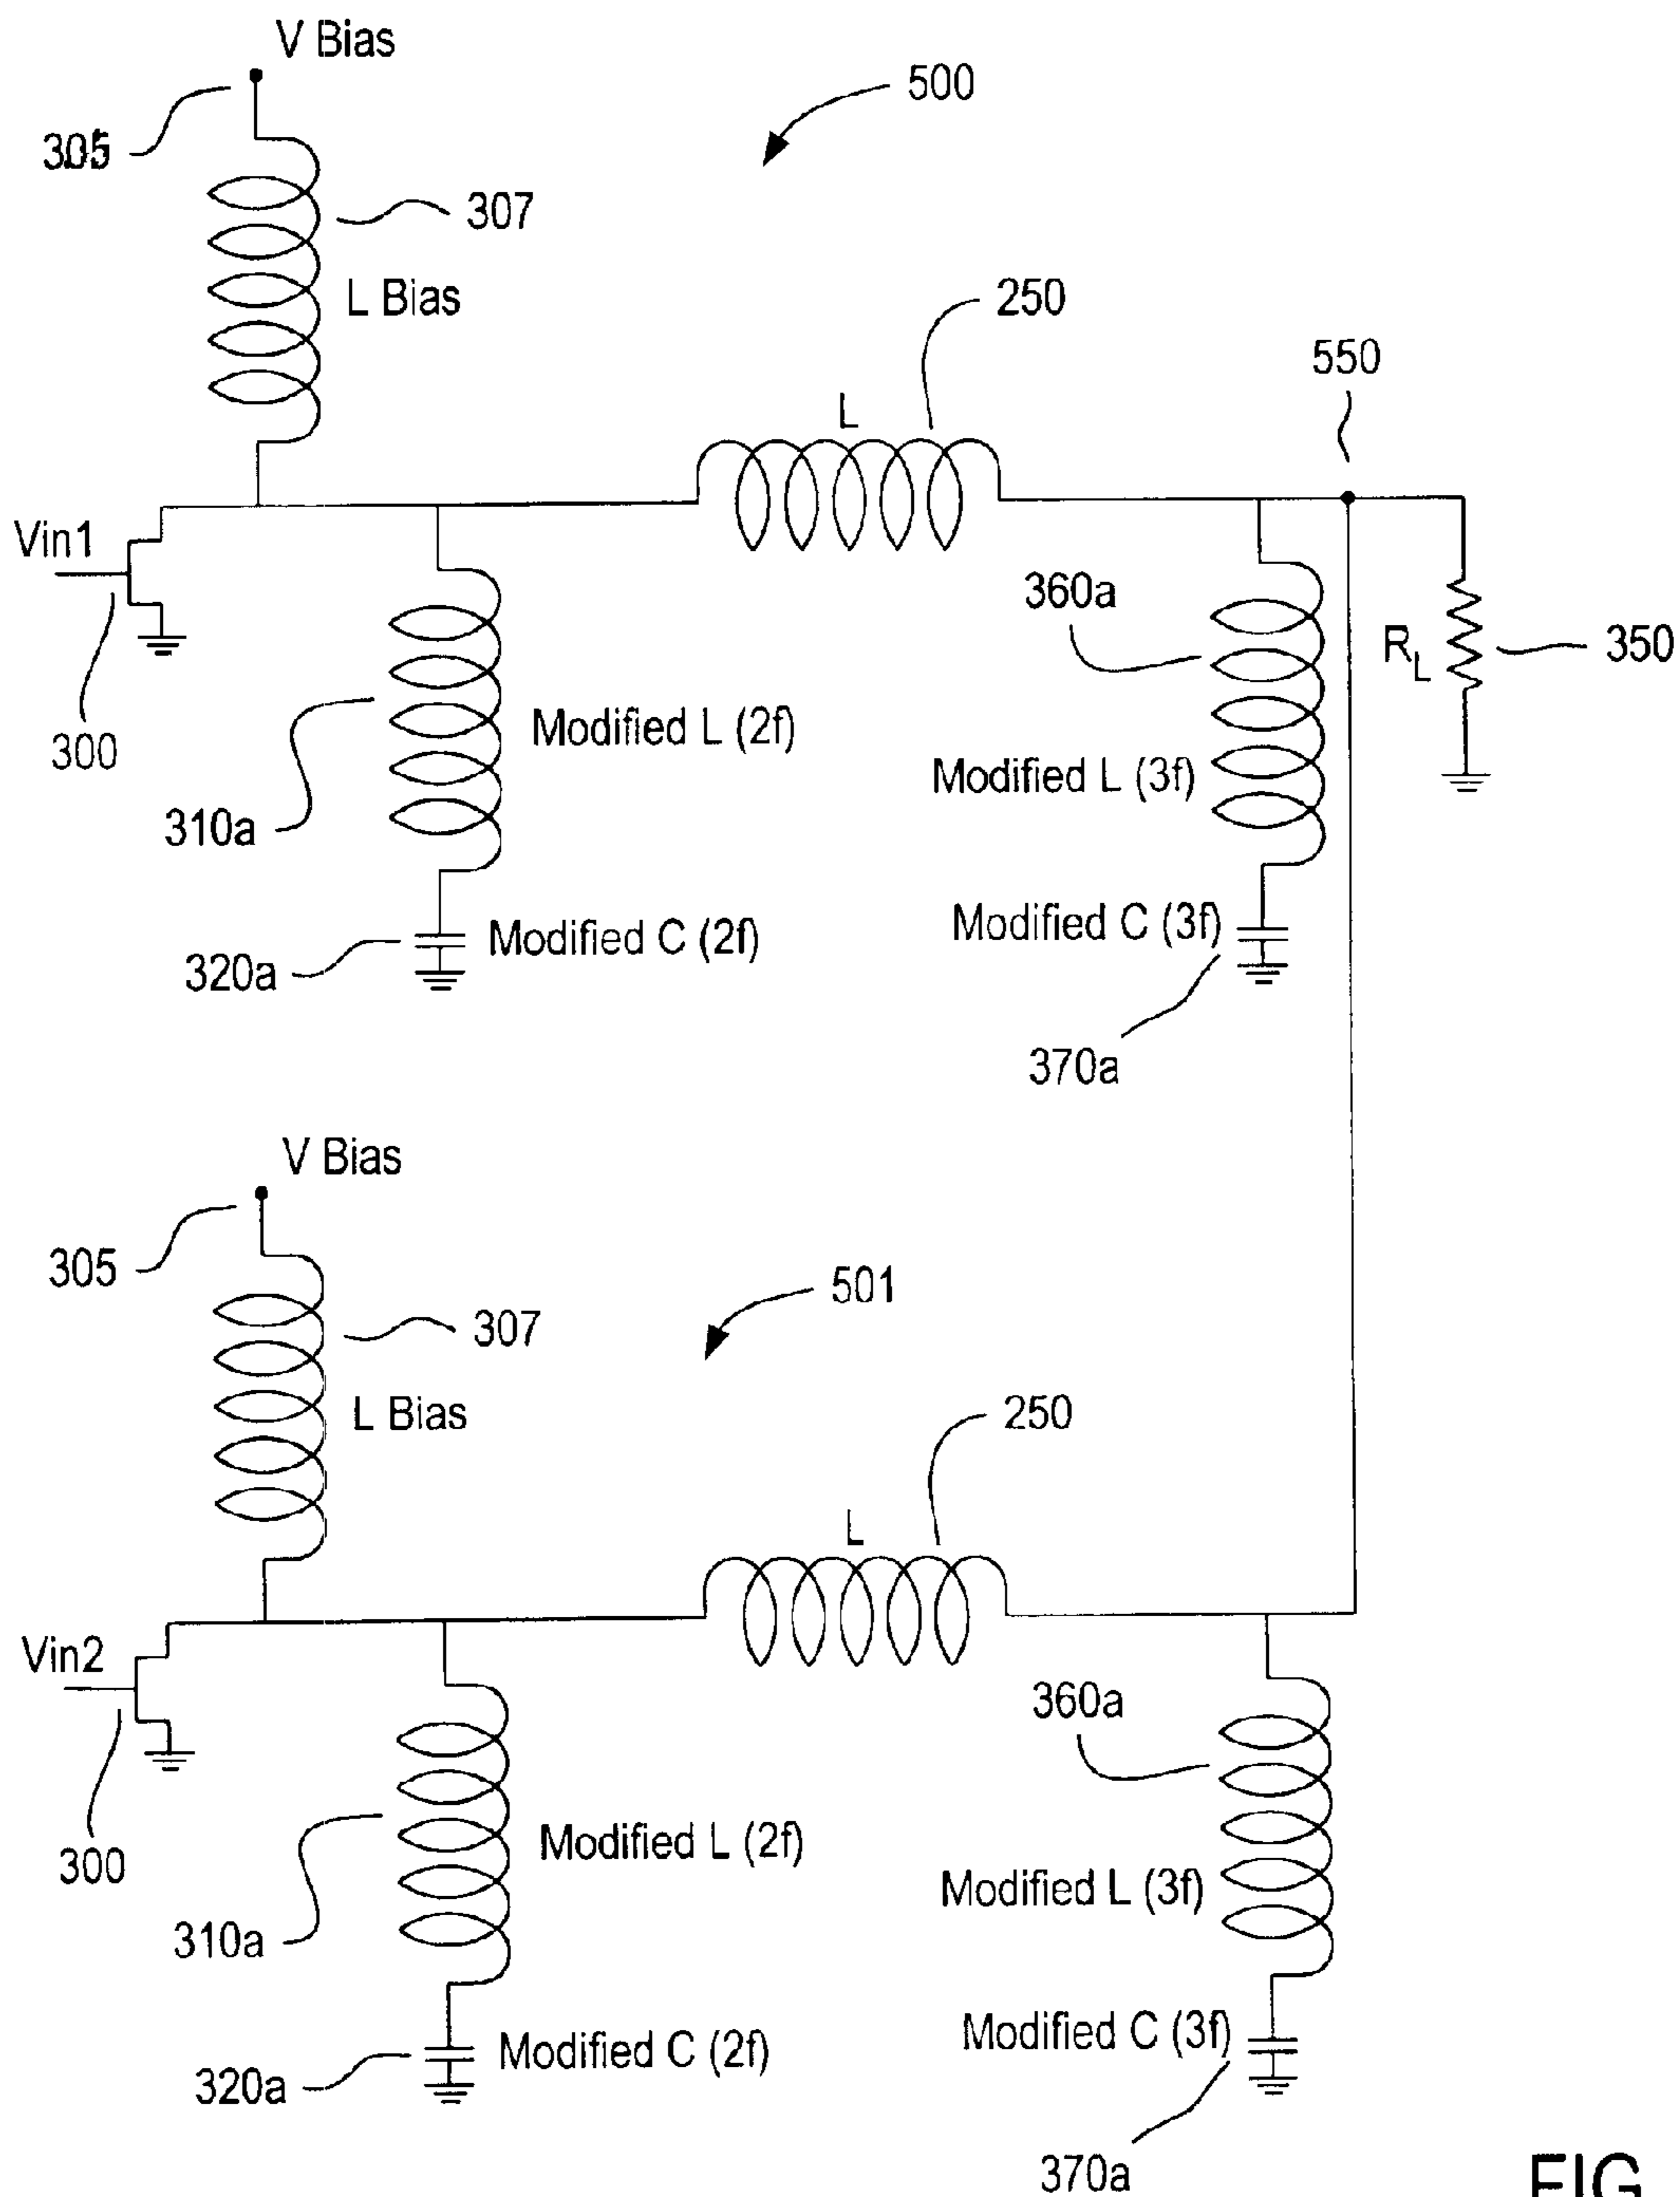 V Bias
500
305
307
L Bias
250
L
550
Vin1
360a
R_L
350
300
Modified L (2f)
Modified L (3f)
310a
Modified C (2f)
Modified C (3f)
320a
370a
V Bias
305
501
307
L Bias
250
L
Vin2
360a
300
Modified L (2f)
Modified L (3f)
310a
Modified C (2f)
Modified C (3f)
320a
370a
FIG